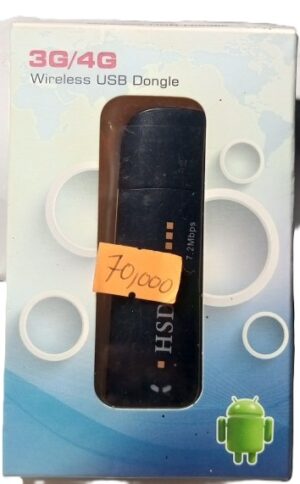 3G/4G
Wireless USB Dongle
70,000
HSD
7.2Mbps